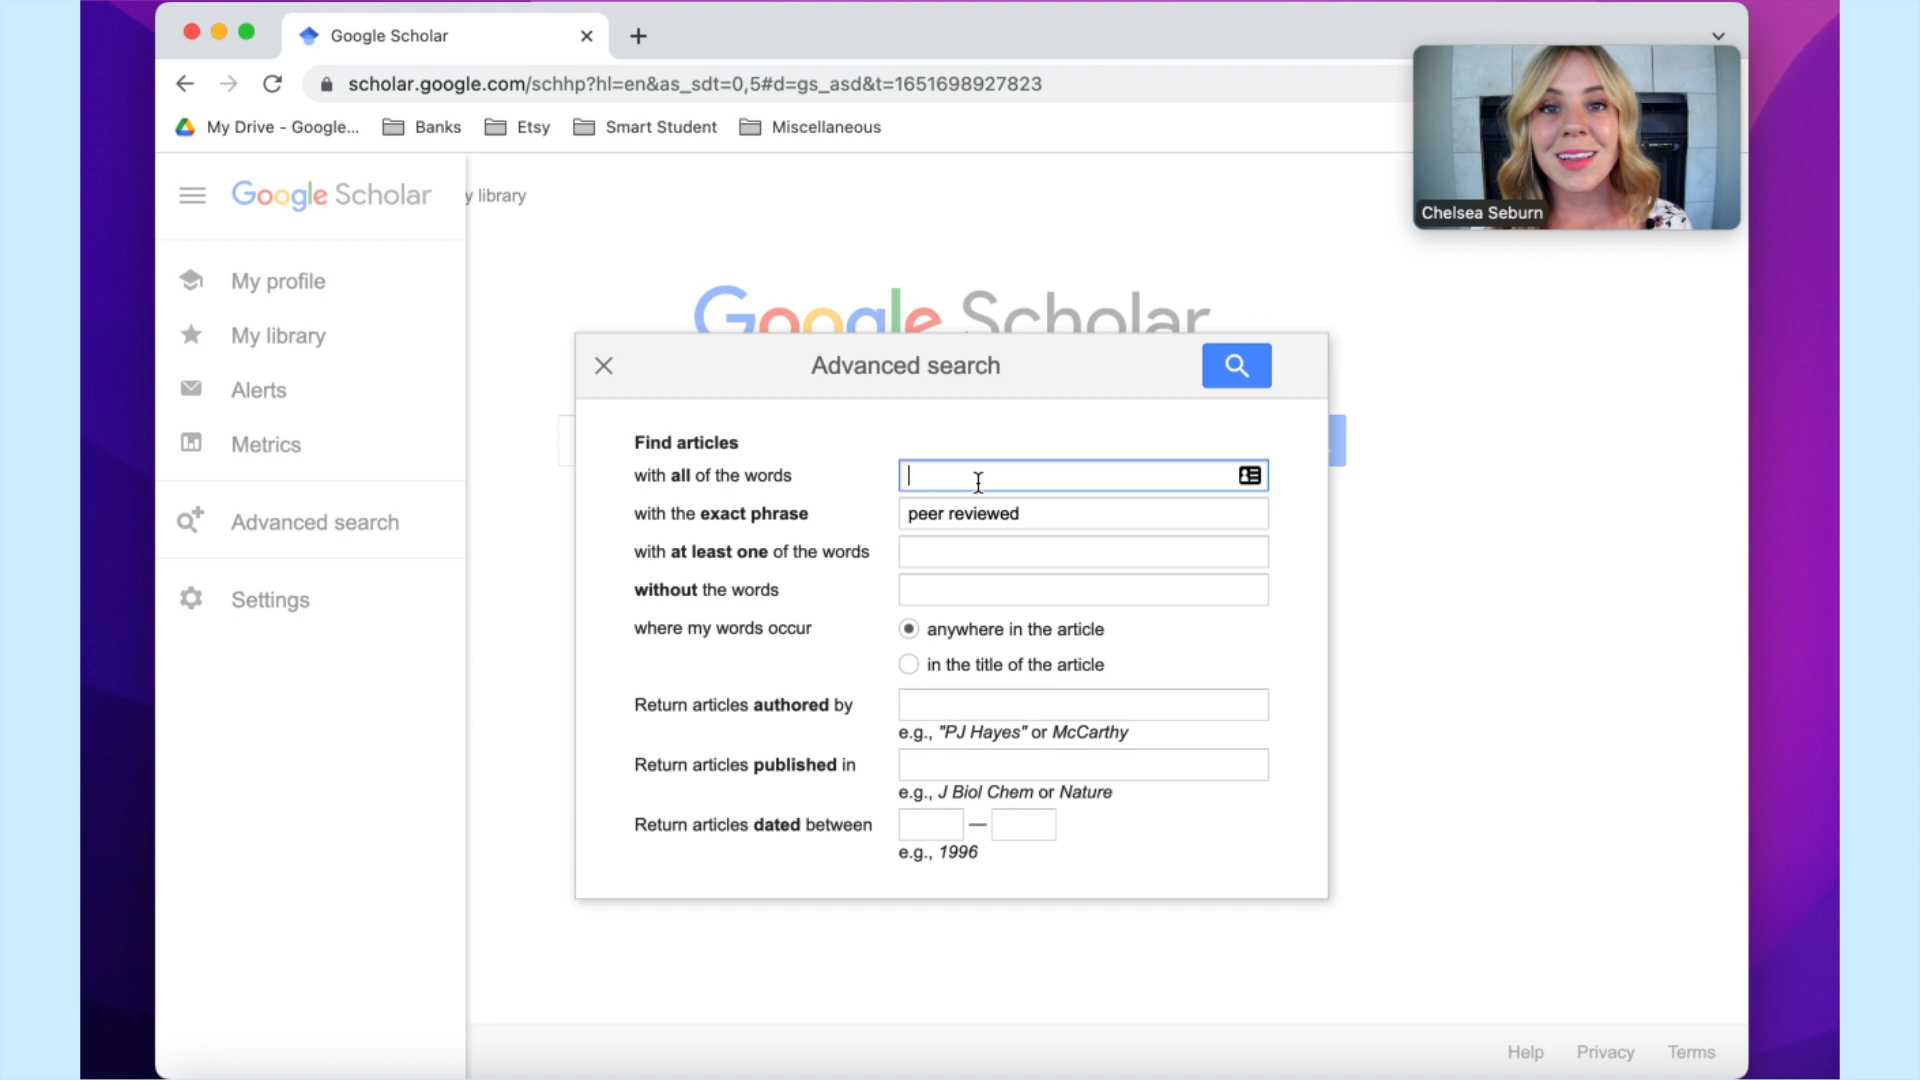 Google Scholar
scholar.google.com/schhp?hl=en&as_sdt=0,5#d=gs_asd&t=1651698927823
My Drive - Google...
Banks
Etsy
Smart Student
Miscellaneous
Chelsea Seburn
Google Scholar
y library
My profile
My library
Alerts
Metrics
Advanced search
Settings
Google Scholar
Advanced search
Find articles
with all of the words
with the exact phrase
peer reviewed
with at least one of the words
without the words
where my words occur
anywhere in the article
in the title of the article
Return articles authored by
e.g., "PJ Hayes" or McCarthy
Return articles published in
e.g., J Biol Chem or Nature
Return articles dated between
—
e.g., 1996
Help
Privacy
Terms